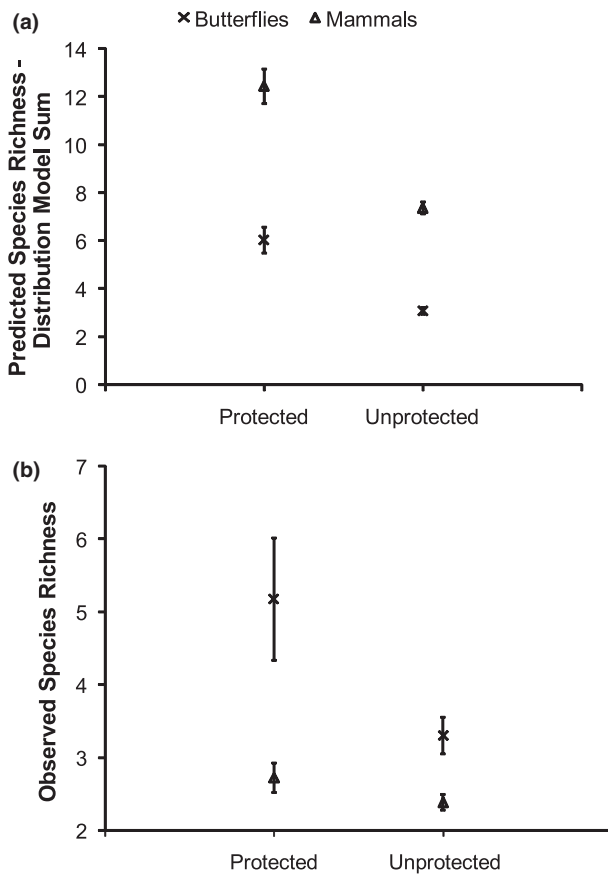 (a)
Butterflies Mammals
Predicted Species Richness -
Distribution Model Sum
14
12
10
8
6
4
2
0
Protected Unprotected
(b)
Observed Species Richness
7
6
5
4
3
2
Protected Unprotected